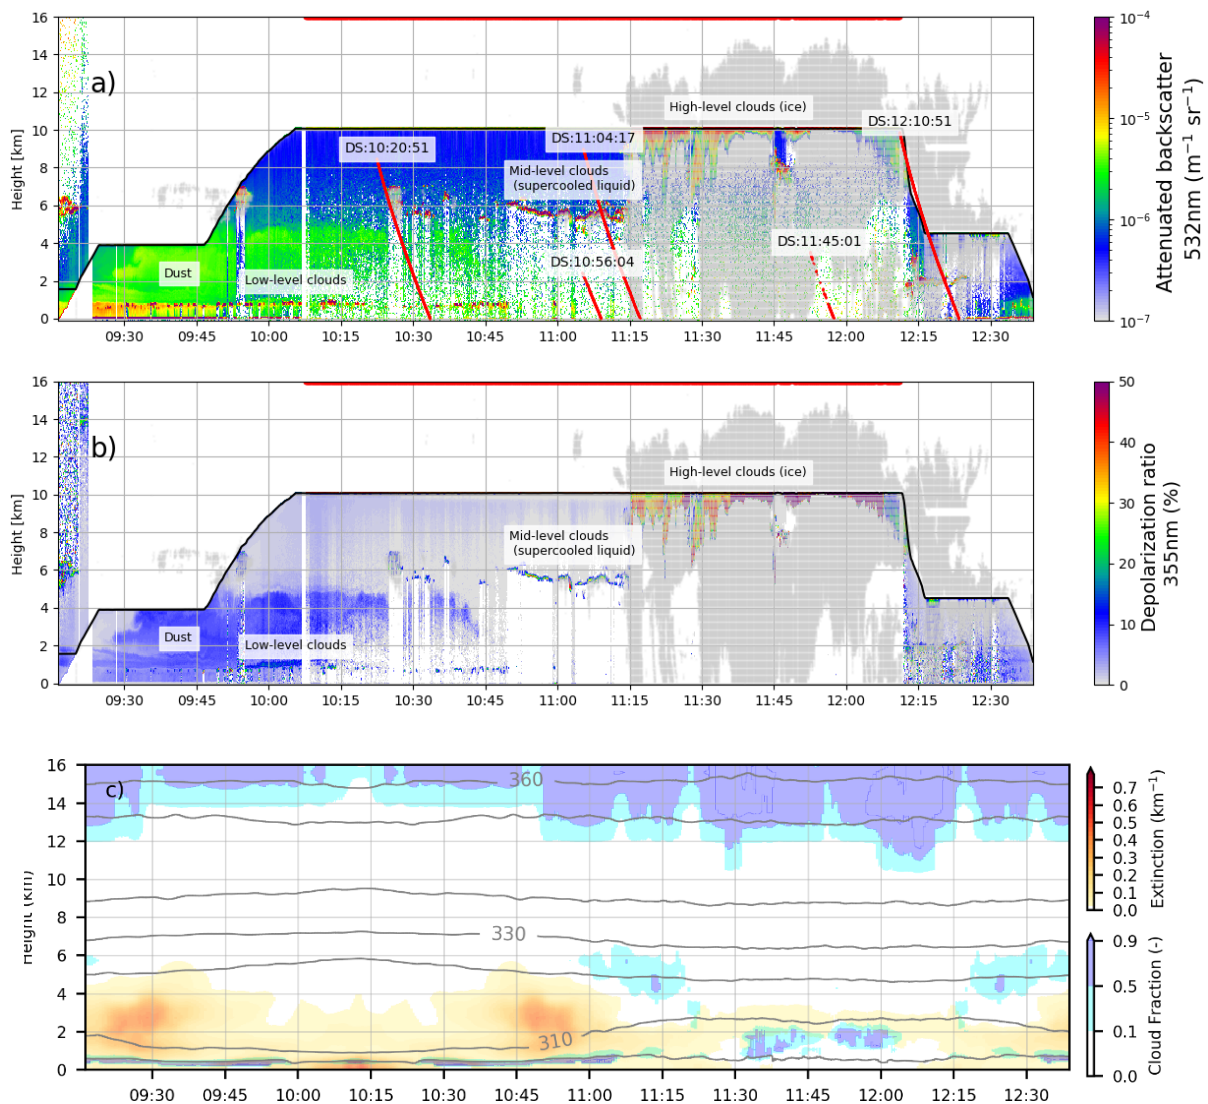 a)
16
14
12
10
8
6
4
2
0
Height [km]
High-level clouds (ice)
DS:10:20:51
DS:11:04:17
DS:12:10:51
Mid-level clouds
(supercooled liquid)
DS:11:45:01
DS:10:56:04
Dust
Low-level clouds
09:30 09:45 10:00 10:15 10:30 10:45 11:00 11:15 11:30 11:45 12:00 12:15 12:30
10⁻⁴
10⁻⁵
10⁻⁶
10⁻⁷
Attenuated backscatter
532nm (m⁻¹ sr⁻¹)
b)
16
14
12
10
8
6
4
2
0
Height [km]
High-level clouds (ice)
Mid-level clouds
(supercooled liquid)
Dust
Low-level clouds
09:30 09:45 10:00 10:15 10:30 10:45 11:00 11:15 11:30 11:45 12:00 12:15 12:30
50
40
30
20
10
0
Depolarization ratio
355nm (%)
c)
16
14
12
10
8
6
4
2
0
360
330
310
09:30 09:45 10:00 10:15 10:30 10:45 11:00 11:15 11:30 11:45 12:00 12:15 12:30
0.7
0.6
0.5
0.4
0.3
0.2
0.1
0.0
Extinction (km⁻¹)
0.9
0.5
0.1
0.0
Cloud Fraction (-)